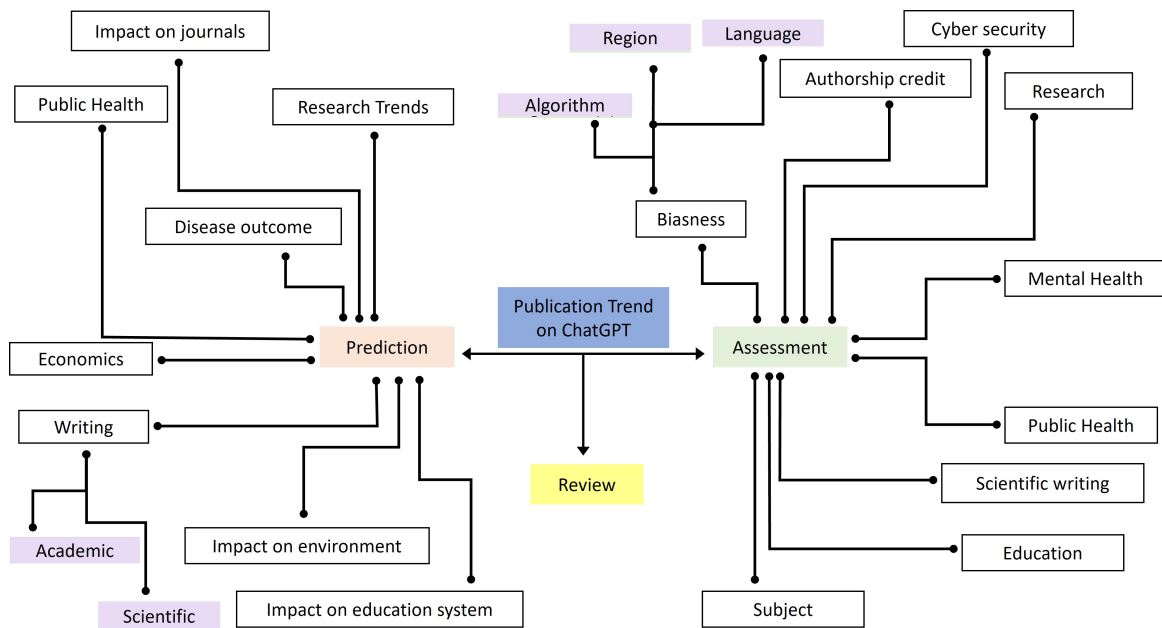 Impact on journals
Public Health
Research Trends
Disease outcome
Economics
Prediction
Writing
Academic
Scientific
Impact on environment
Impact on education system
Publication Trend
on ChatGPT
Review
Region
Language
Algorithm
Biasness
Cyber security
Authorship credit
Research
Assessment
Mental Health
Public Health
Scientific writing
Education
Subject